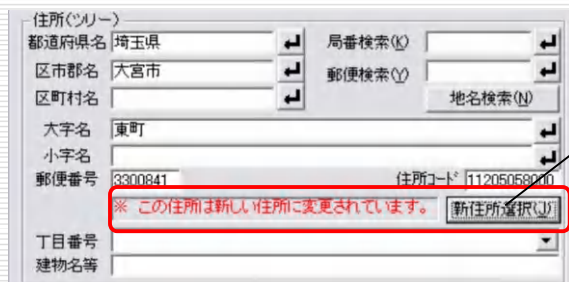 住所(ツリー)
都道府県名 埼玉県 局番検索(K)
区市郡名 大宮市 郵便検索(Y)
区町村名 地名検索(N)
大字名 東町
小字名
郵便番号 3300841 住所コード 11205058000
※ この住所は新しい住所に変更されています。 新住所選択(J)
丁目番号
建物名等